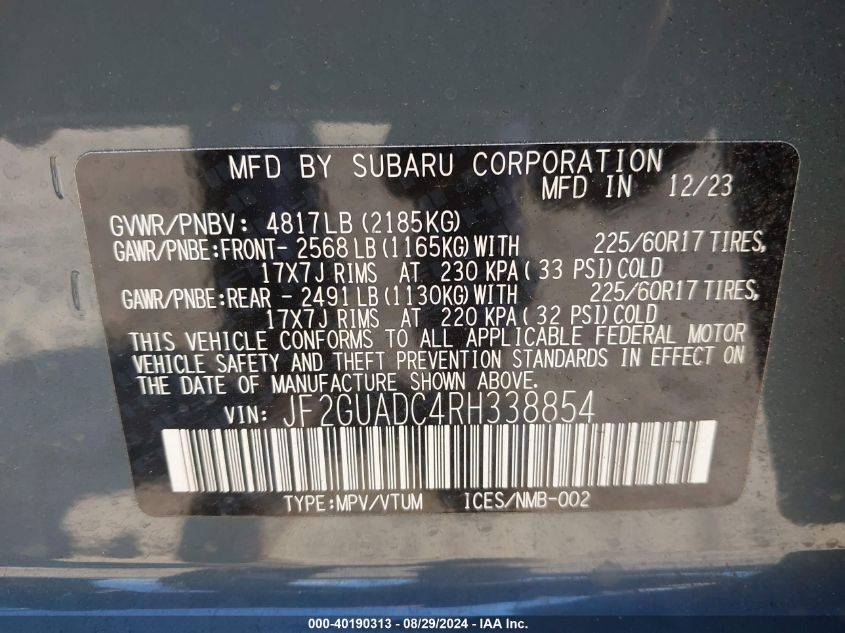 MFD BY SUBARU CORPORATION
MFD IN 12/23
GVWR/PNBV: 4817LB (2185KG)
GAWR/PNBE:FRONT- 2568 LB (1165KG) WITH 225/60R17 TIRES,
17X7J RIMS AT 230 KPA (33 PSI) COLD
GAWR/PNBE:REAR - 2491 LB (1130KG) WITH 225/60R17 TIRES,
17X7J RIMS AT 220 KPA (32 PSI) COLD
THIS VEHICLE CONFORMS TO ALL APPLICABLE FEDERAL MOTOR
VEHICLE SAFETY AND THEFT PREVENTION STANDARDS IN EFFECT ON
THE DATE OF MANUFACTURE SHOWN ABOVE.
VIN: JF2GUADC4RH338854
TYPE:MPV/VTUM ICES/NMB-002
000-40190313 - 08/29/2024 - IAAI.com